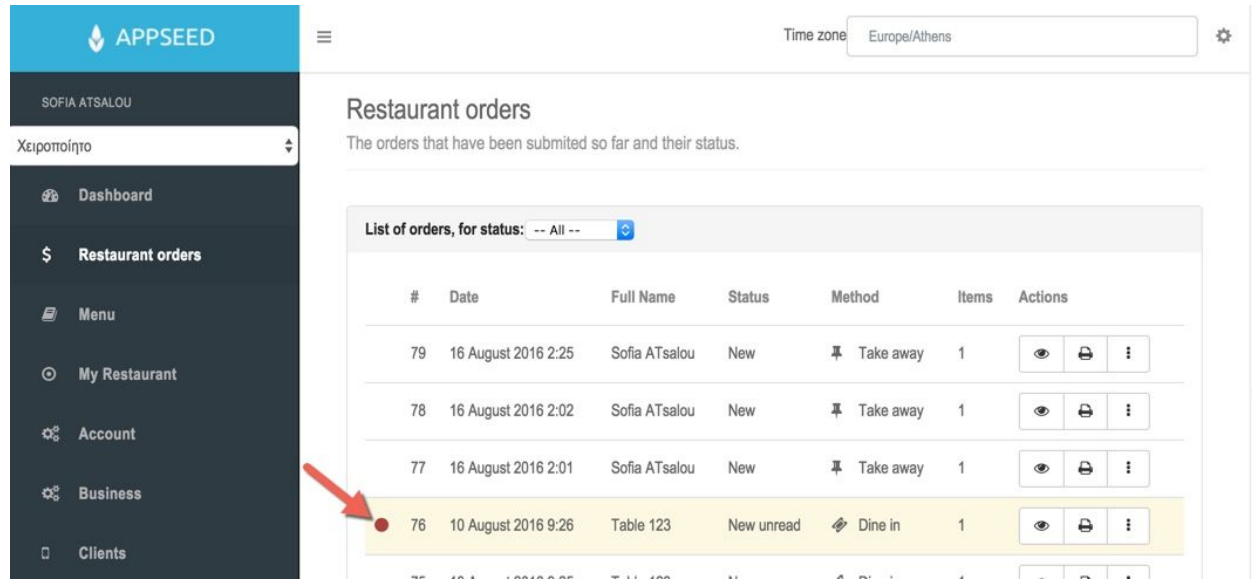 APPSEED
Time zone Europe/Athens
SOFIA ATSALOU
Χειροποίητο
Dashboard
Restaurant orders
Menu
My Restaurant
Account
Business
Clients
Restaurant orders
The orders that have been submited so far and their status.
List of orders, for status: -- All --
# Date Full Name Status Method Items Actions
79 16 August 2016 2:25 Sofia ATsalou New Take away 1
78 16 August 2016 2:02 Sofia ATsalou New Take away 1
77 16 August 2016 2:01 Sofia ATsalou New Take away 1
76 10 August 2016 9:26 Table 123 New unread Dine in 1